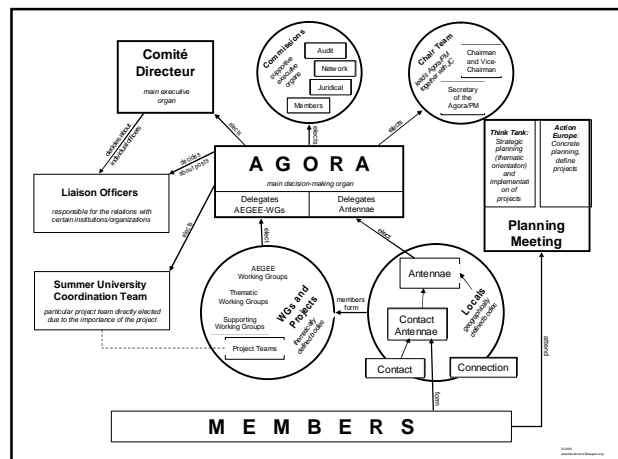 Comité
Directeur
main executive
organ
Commissions
supportive
executive
organs
Audit
Network
Juridical
Members
Chair Team
leads Agora/PM
together with JC
Chairman
and Vice-
Chairman
Secretary
of the
Agora/PM
decides about
individual officers
elects
elects
elects
decides
about posts
elects
A G O R A
main decision-making organ
Delegates
AEGEE-WGs
Delegates
Antennae
Think Tank:
Strategic
planning
(thematic
orientation)
and
implementati
on of
projects
Action
Europe:
Concrete
planning,
define
projects
Planning
Meeting
Liaison Officers
responsible for the relations with
certain institutions/organizations
Summer University
Coordination Team
particular project team directly elected
due to the importance of the project
elect
elect
AEGEE
Working Groups
Thematic
Working Groups
Supporting
Working Groups
Project Teams
WGs and
Projects
thematically
defined bodies
members
form
Antennae
Contact
Antennae
Contact
Connection
Locals
geographically
defined bodies
form
attend
M E M B E R S